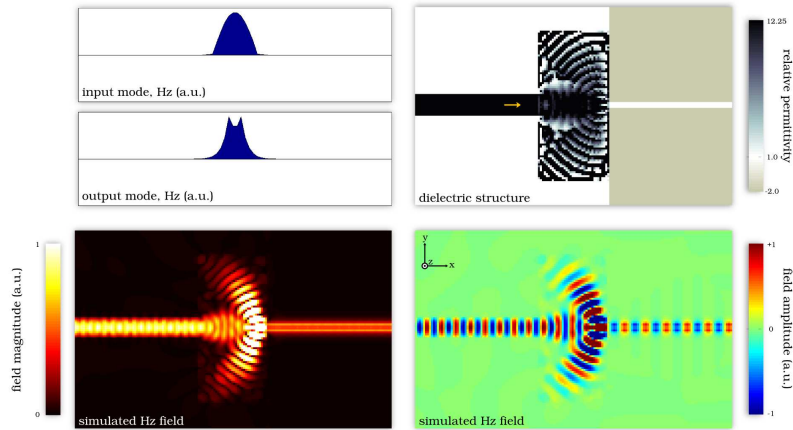 input mode, Hz (a.u.)
output mode, Hz (a.u.)
dielectric structure
12.25
1.0
-2.0
relative permittivity
1
0
field magnitude (a.u.)
simulated Hz field
y
z
x
simulated Hz field
+1
0
-1
field amplitude (a.u.)